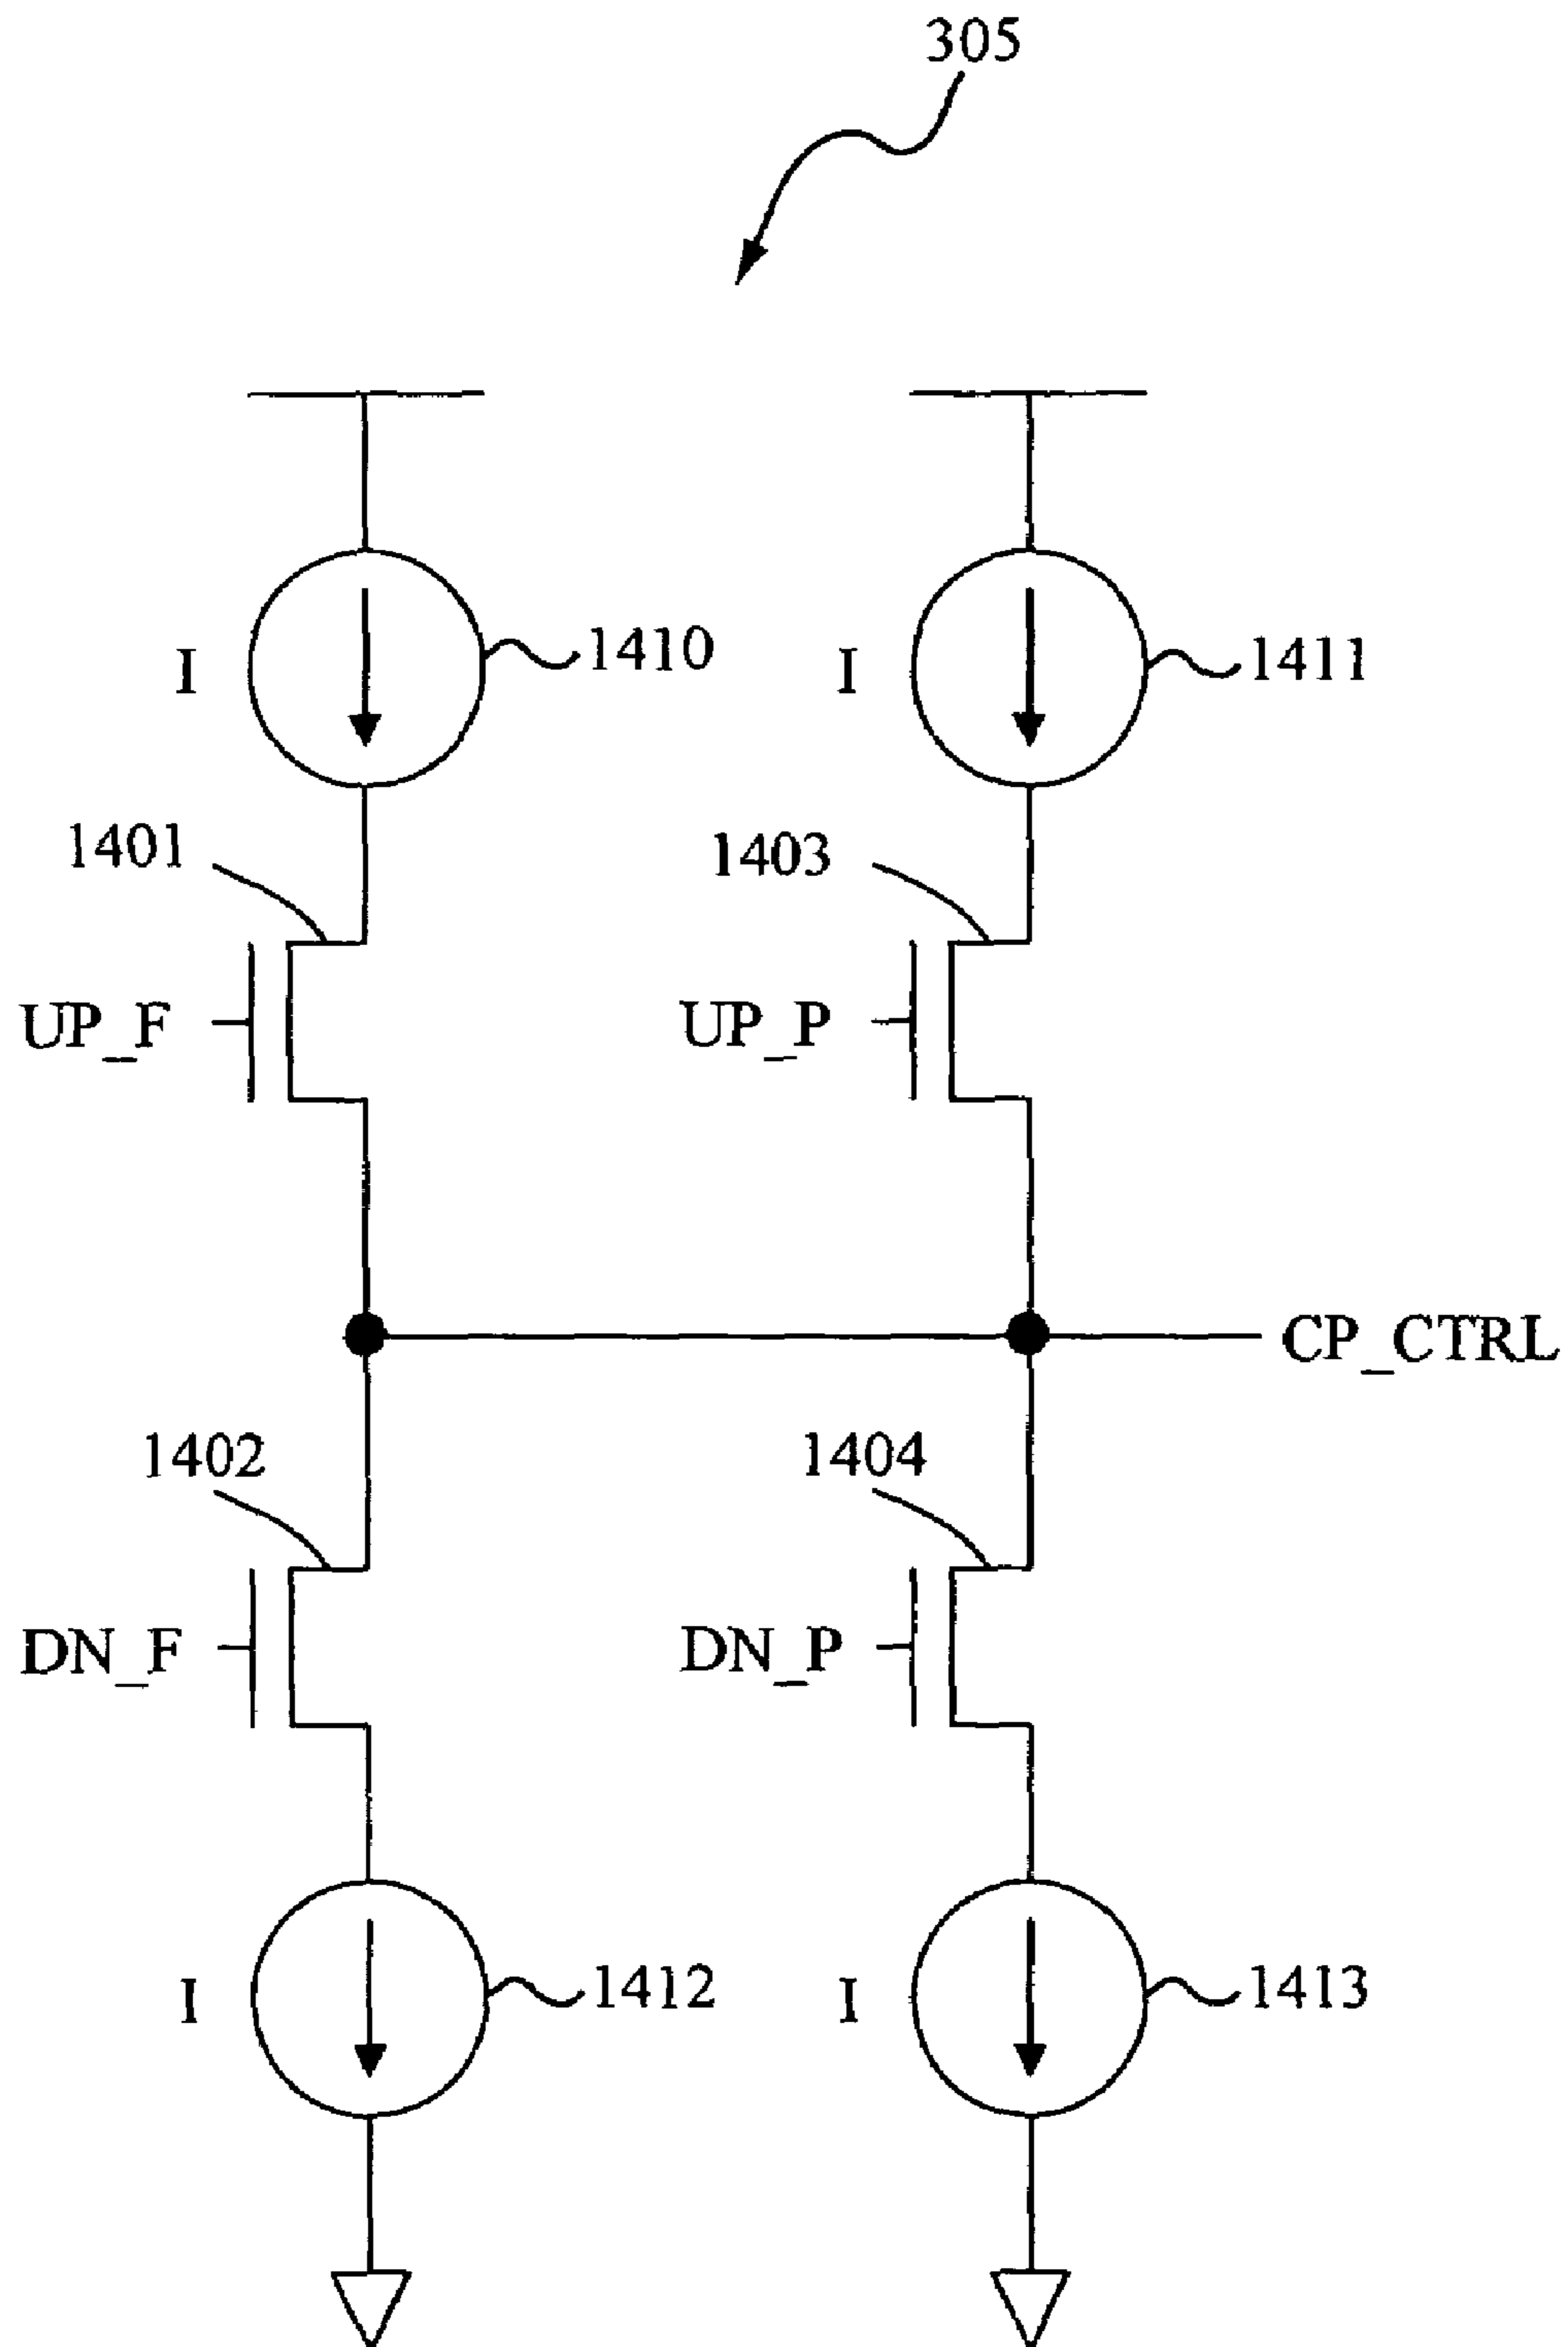 305
I
1410
I
1411
1401
1403
UP_F
UP_P
CP_CTRL
1402
1404
DN_F
DN_P
I
1412
I
1413